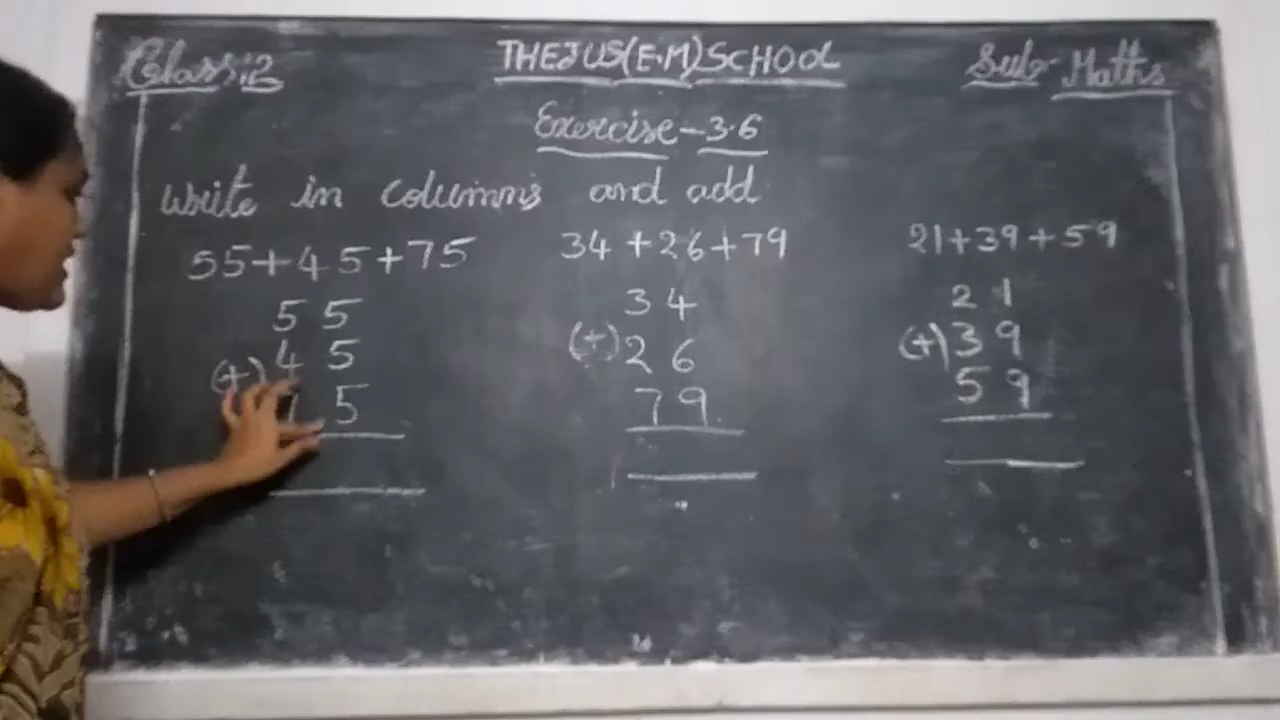 Class:2 THEJUS(E.M)SCHOOL Sub- Maths
Exercise-3.6
Write in columns and add
55+45+75 34+26+79 21+39+59
55 34 21
45 (+)26 (+)39
(+) 5 79 59